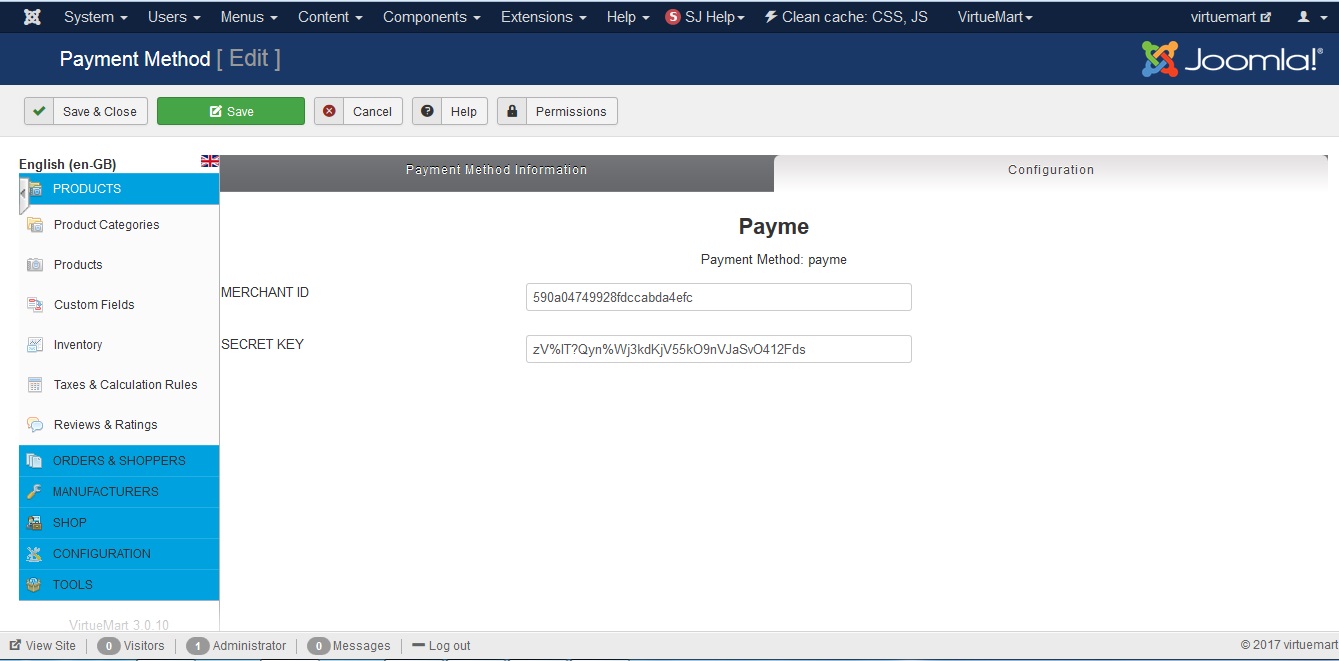 System Users Menus Content Components Extensions Help S SJ Help Clean cache: CSS, JS VirtueMart virtuemart
Payment Method [ Edit ] Joomla!®
Save & Close Save Cancel Help Permissions
English (en-GB)
PRODUCTS
Product Categories
Products
Custom Fields
Inventory
Taxes & Calculation Rules
Reviews & Ratings
ORDERS & SHOPPERS
MANUFACTURERS
SHOP
CONFIGURATION
TOOLS
VirtueMart 3.0.10
Payment Method Information Configuration
Payme
Payment Method: payme
MERCHANT ID 590a04749928fdccabda4efc
SECRET KEY zV%IT?Qyn%Wj3kdKjV55kO9nVJaSvO412Fds
View Site 0 Visitors 1 Administrator 0 Messages Log out © 2017 virtuemart